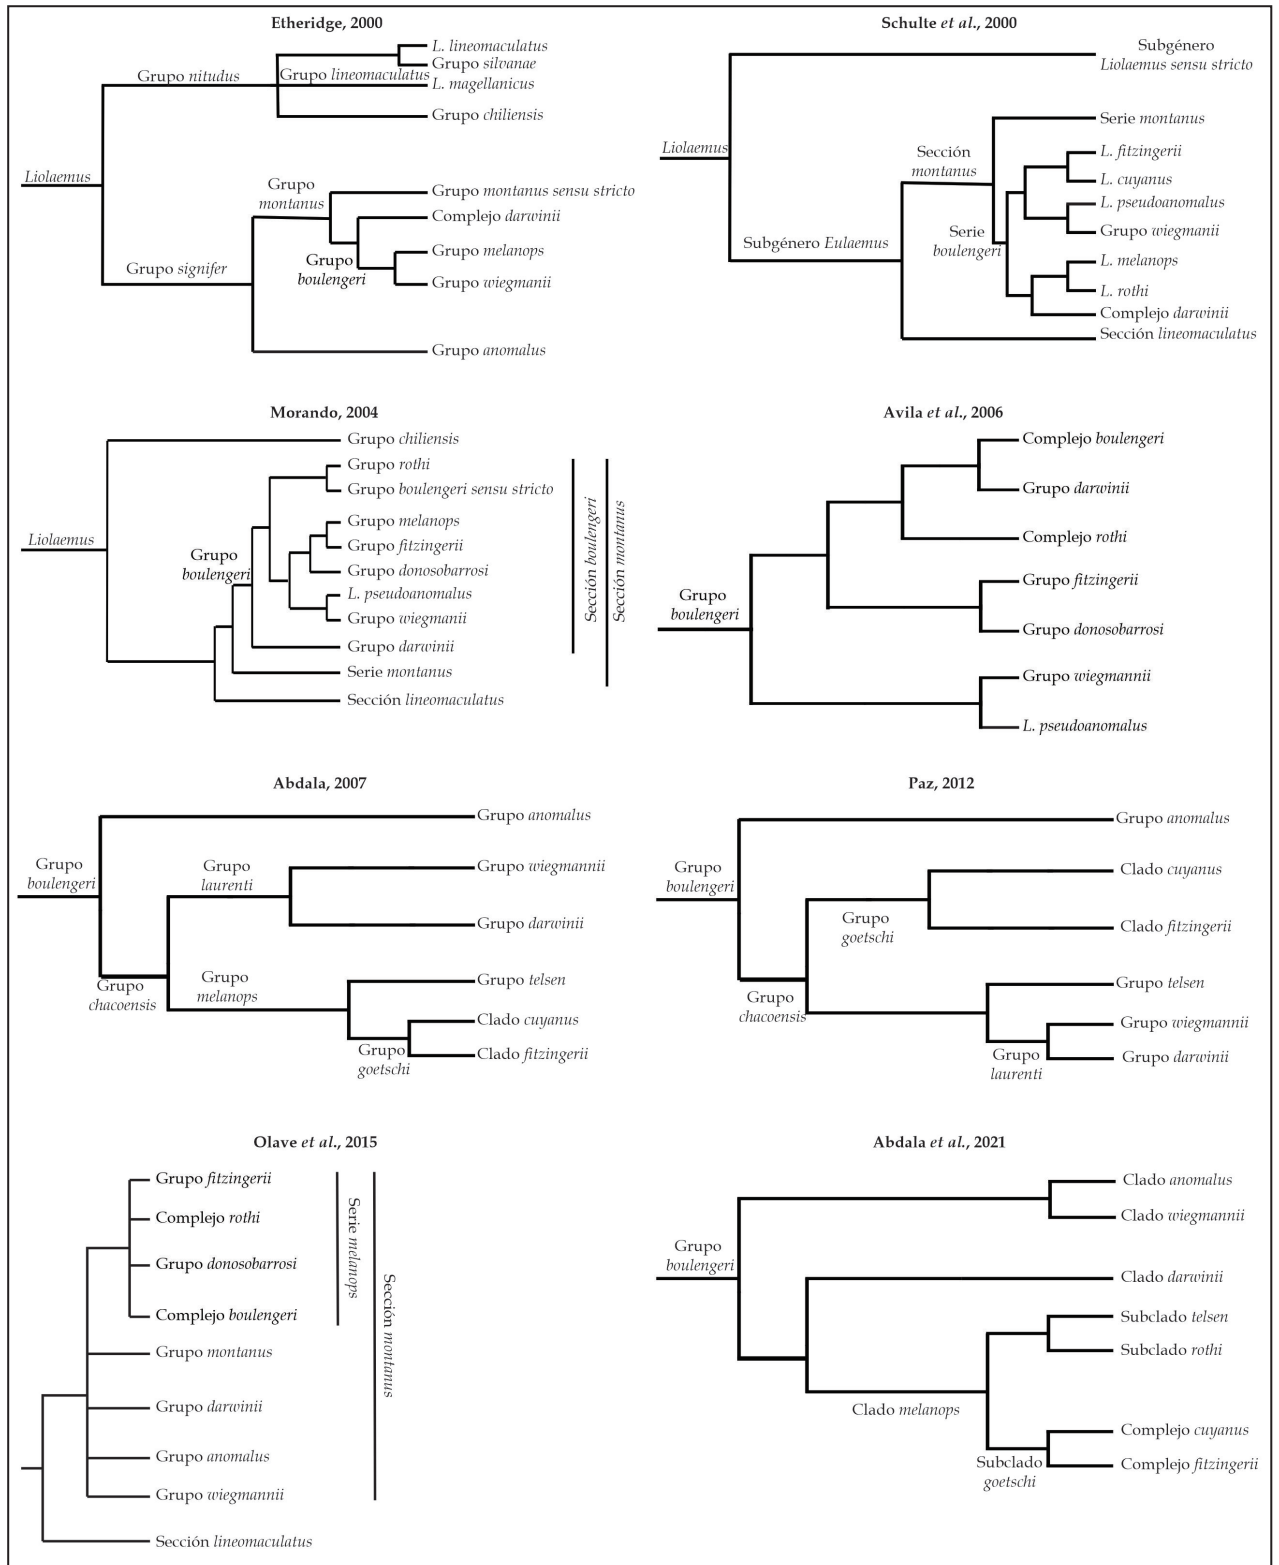 Etheridge, 2000
L. lineomaculatus
Grupo silvanae
Grupo nitudus
Grupo lineomaculatus
L. magellanicus
Grupo chiliensis
Liolaemus
Grupo
montanus
Grupo montanus sensu stricto
Complejo darwinii
Grupo melanops
Grupo
boulengeri
Grupo signifer
Grupo wiegmanii
Grupo anomalus
Schulte et al., 2000
Subgénero
Liolaemus sensu stricto
Serie montanus
Liolaemus
Sección
montanus
L. fitzingerii
L. cuyanus
L. pseudoanomalus
Grupo wiegmanii
Serie
boulengeri
Subgénero Eulaemus
L. melanops
L. rothi
Complejo darwinii
Sección lineomaculatus
Morando, 2004
Grupo chiliensis
Grupo rothi
Grupo boulengeri sensu stricto
Grupo melanops
Liolaemus
Grupo fitzingerii
Grupo
boulengeri
Grupo donosobarrosi
L. pseudoanomalus
Grupo wiegmanii
Grupo darwinii
Serie montanus
Sección lineomaculatus
Sección boulengeri
Sección montanus
Avila et al., 2006
Complejo boulengeri
Grupo darwinii
Complejo rothi
Grupo fitzingerii
Grupo
boulengeri
Grupo donosobarrosi
Grupo wiegmannii
L. pseudoanomalus
Abdala, 2007
Grupo anomalus
Grupo
boulengeri
Grupo
laurenti
Grupo wiegmannii
Grupo darwinii
Grupo
chacoensis
Grupo
melanops
Grupo telsen
Clado cuyanus
Grupo
goetschi
Clado fitzingerii
Paz, 2012
Grupo anomalus
Grupo
boulengeri
Clado cuyanus
Grupo
goetschi
Clado fitzingerii
Grupo
chacoensis
Grupo telsen
Grupo wiegmannii
Grupo
laurenti
Grupo darwinii
Olave et al., 2015
Grupo fitzingerii
Complejo rothi
Grupo donosobarrosi
Complejo boulengeri
Grupo montanus
Grupo darwinii
Grupo anomalus
Grupo wiegmannii
Sección lineomaculatus
Serie melanops
Sección montanus
Abdala et al., 2021
Clado anomalus
Clado wiegmannii
Grupo
boulengeri
Clado darwinii
Subclado telsen
Subclado rothi
Clado melanops
Complejo cuyanus
Subclado
goetschi
Complejo fitzingerii